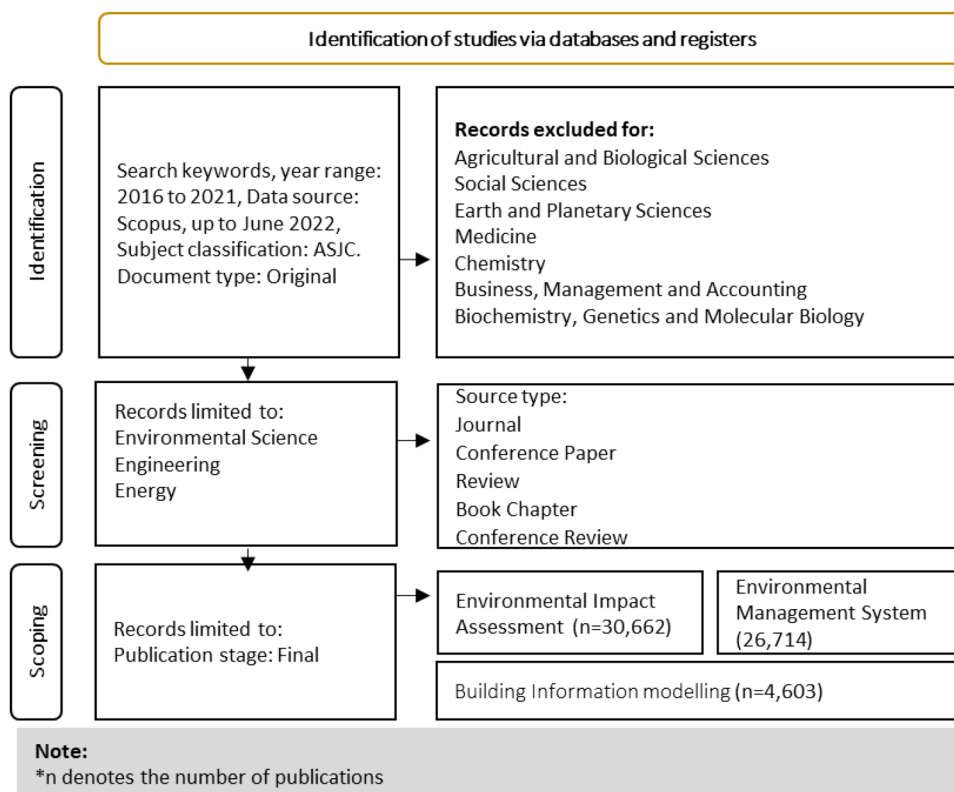 Identification of studies via databases and registers
Identification
Search keywords, year range:
2016 to 2021, Data source:
Scopus, up to June 2022,
Subject classification: ASJC.
Document type: Original
Records excluded for:
Agricultural and Biological Sciences
Social Sciences
Earth and Planetary Sciences
Medicine
Chemistry
Business, Management and Accounting
Biochemistry, Genetics and Molecular Biology
Screening
Records limited to:
Environmental Science
Engineering
Energy
Source type:
Journal
Conference Paper
Review
Book Chapter
Conference Review
Scoping
Records limited to:
Publication stage: Final
Environmental Impact
Assessment (n=30,662)
Environmental
Management System
(26,714)
Building Information modelling (n=4,603)
Note:
*n denotes the number of publications